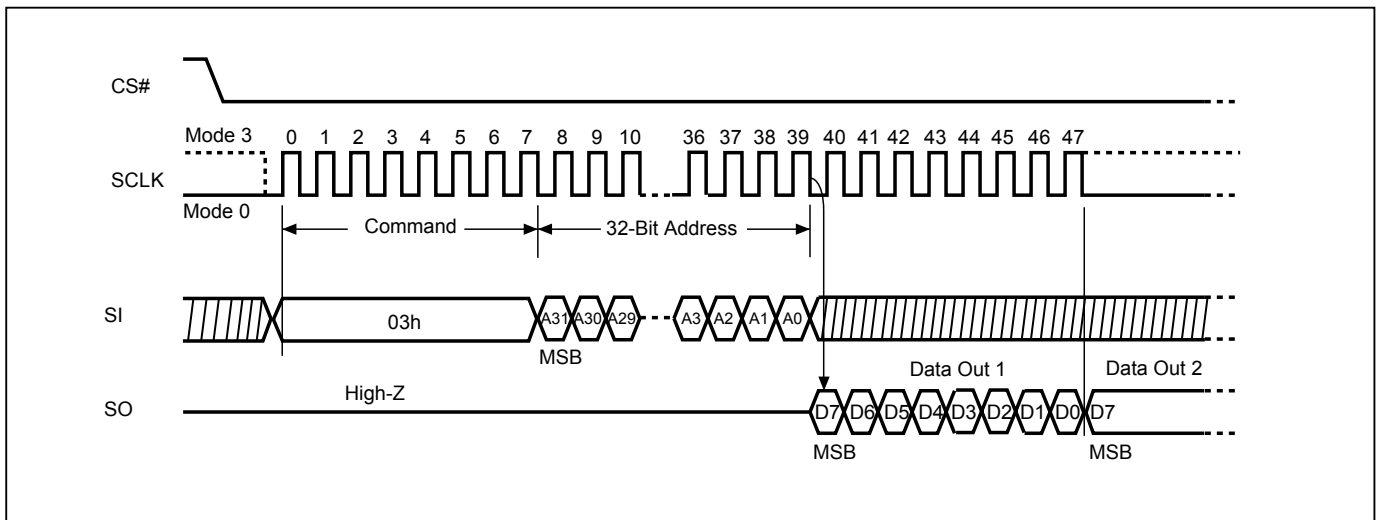 CS#
Mode 3
0 1 2 3 4 5 6 7 8 9 10 36 37 38 39 40 41 42 43 44 45 46 47
SCLK
Mode 0
Command
32-Bit Address
SI
03h
A31 A30 A29 A3 A2 A1 A0
MSB
Data Out 1
Data Out 2
High-Z
SO
D7 D6 D5 D4 D3 D2 D1 D0 D7
MSB
MSB